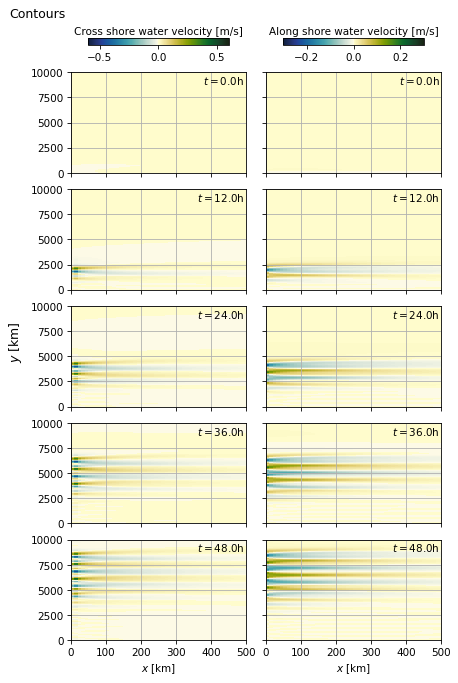 Contours
Cross shore water velocity [m/s]
Along shore water velocity [m/s]
−0.5 0.0 0.5
−0.2 0.0 0.2
10000
7500
5000
2500
0
t = 0.0h
t = 0.0h
10000
7500
5000
2500
0
t = 12.0h
t = 12.0h
10000
7500
5000
2500
0
t = 24.0h
t = 24.0h
y [km]
10000
7500
5000
2500
0
t = 36.0h
t = 36.0h
10000
7500
5000
2500
0
t = 48.0h
t = 48.0h
0 100 200 300 400 500
0 100 200 300 400 500
x [km]
x [km]